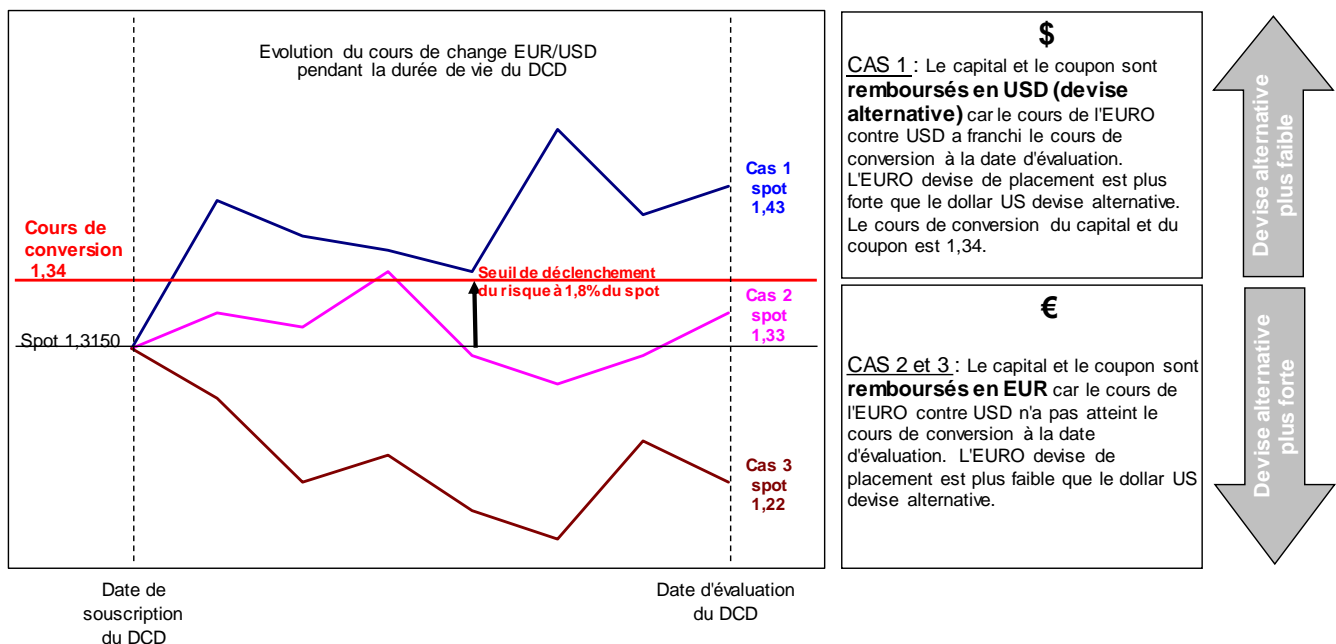 Evolution du cours de change EUR/USD
pendant la durée de vie du DCD
Cas 1
spot
1,43
Cours de
conversion
1,34
Seuil de déclenchement
du risque à 1,8% du spot
Cas 2
spot
1,33
Spot 1,3150
Cas 3
spot
1,22
Date de
souscription
du DCD
Date d'évaluation
du DCD
$
CAS 1 : Le capital et le coupon sont
remboursés en USD (devise
alternative) car le cours de l'EURO
contre USD a franchi le cours de
conversion à la date d'évaluation.
L'EURO devise de placement est plus
forte que le dollar US devise alternative.
Le cours de conversion du capital et du
coupon est 1,34.
€
CAS 2 et 3 : Le capital et le coupon sont
remboursés en EUR car le cours de
l'EURO contre USD n'a pas atteint le
cours de conversion à la date
d'évaluation. L'EURO devise de
placement est plus faible que le dollar US
devise alternative.
Devise alternative
plus faible
Devise alternative
plus forte